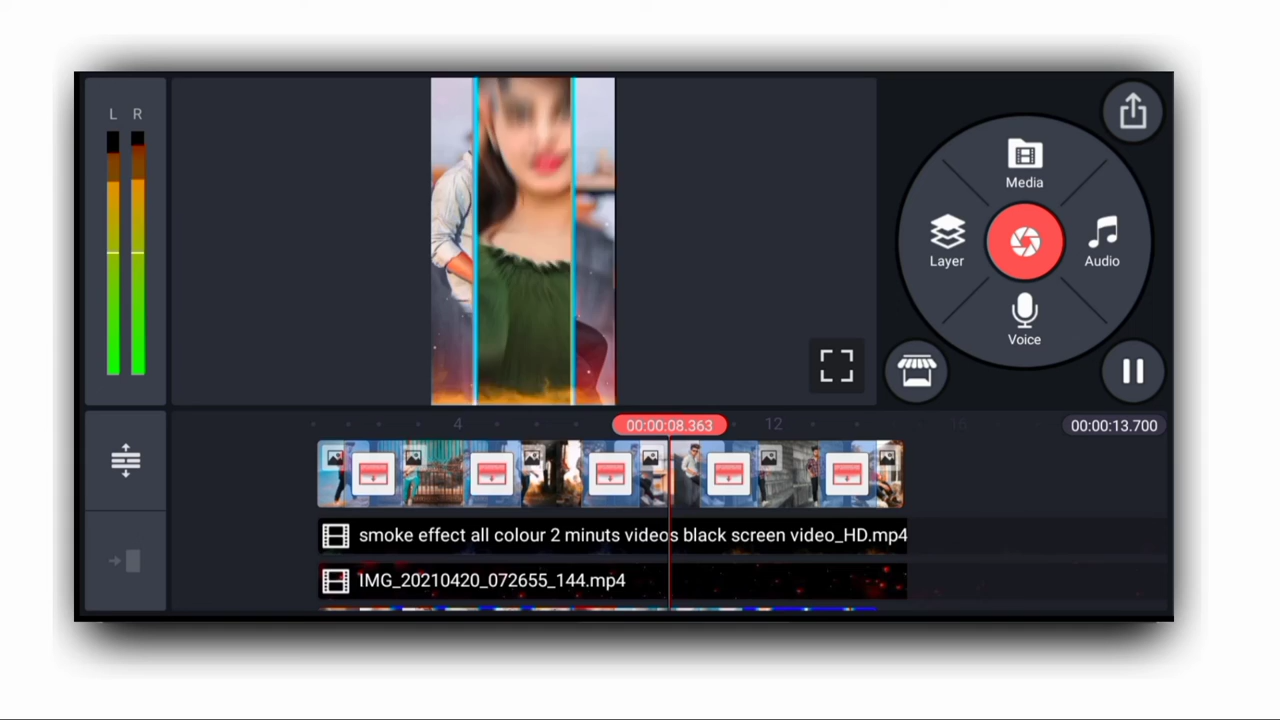 L R
Media
Layer
Audio
Voice
4
00:00:08.363
12
16
00:00:13.700
smoke effect all colour 2 minuts videos black screen video_HD.mp4
IMG_20210420_072655_144.mp4